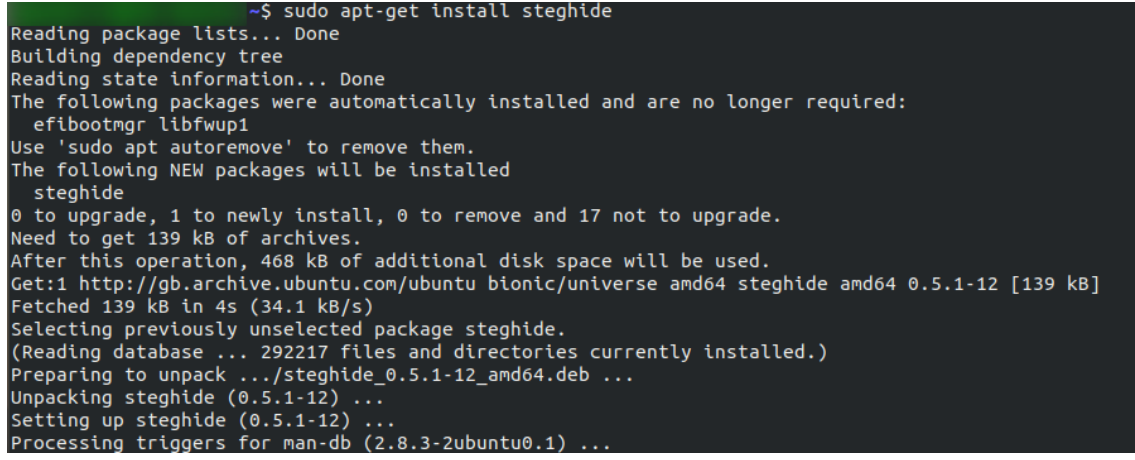 ~$ sudo apt-get install steghide
Reading package lists... Done
Building dependency tree
Reading state information... Done
The following packages were automatically installed and are no longer required:
  efibootmgr libfwup1
Use 'sudo apt autoremove' to remove them.
The following NEW packages will be installed
  steghide
0 to upgrade, 1 to newly install, 0 to remove and 17 not to upgrade.
Need to get 139 kB of archives.
After this operation, 468 kB of additional disk space will be used.
Get:1 http://gb.archive.ubuntu.com/ubuntu bionic/universe amd64 steghide amd64 0.5.1-12 [139 kB]
Fetched 139 kB in 4s (34.1 kB/s)
Selecting previously unselected package steghide.
(Reading database ... 292217 files and directories currently installed.)
Preparing to unpack .../steghide_0.5.1-12_amd64.deb ...
Unpacking steghide (0.5.1-12) ...
Setting up steghide (0.5.1-12) ...
Processing triggers for man-db (2.8.3-2ubuntu0.1) ...